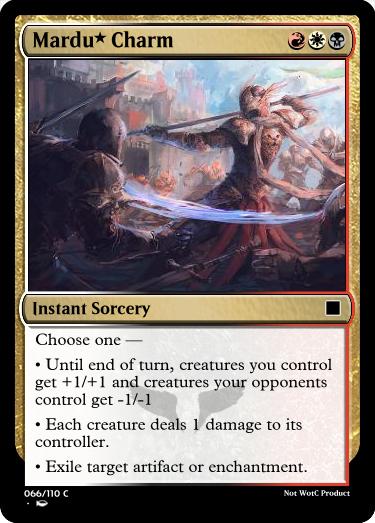 Mardu★ Charm
Instant Sorcery
Choose one —
• Until end of turn, creatures you control
get +1/+1 and creatures your opponents
control get -1/-1
• Each creature deals 1 damage to its
controller.
• Exile target artifact or enchantment.
066/110 C
Not WotC Product